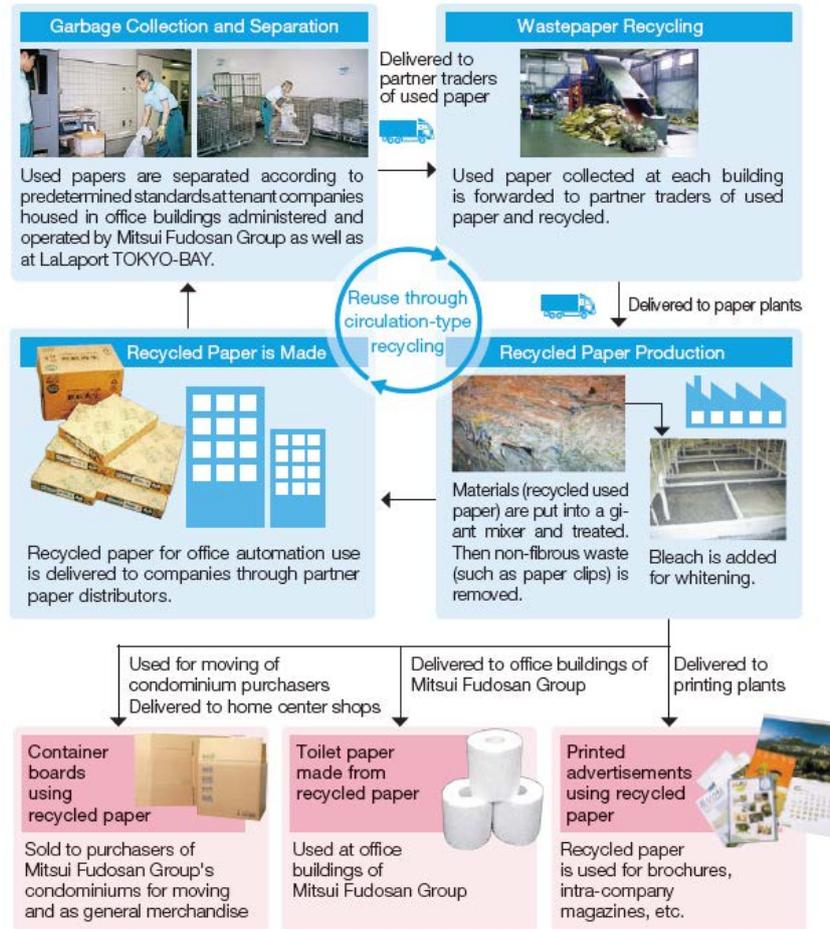 Garbage Collection and Separation
Used papers are separated according to
predetermined standards at tenant companies
housed in office buildings administered and
operated by Mitsui Fudosan Group as well as
at LaLaport TOKYO-BAY.
Delivered to
partner traders
of used paper
Wastepaper Recycling
Used paper collected at each building
is forwarded to partner traders of used
paper and recycled.
Reuse through
circulation-type
recycling
Delivered to paper plants
Recycled Paper Production
Materials (recycled used
paper) are put into a gi-
ant mixer and treated.
Then non-fibrous waste
(such as paper clips) is
removed.
Bleach is added
for whitening.
Recycled Paper is Made
Recycled paper for office automation use
is delivered to companies through partner
paper distributors.
Used for moving of
condominium purchasers
Delivered to home center shops
Delivered to office buildings of
Mitsui Fudosan Group
Delivered to
printing plants
Container
boards
using
recycled paper
Sold to purchasers of
Mitsui Fudosan Group's
condominiums for moving
and as general merchandise
Toilet paper
made from
recycled paper
Used at office
buildings of
Mitsui Fudosan Group
Printed
advertisements
using recycled
paper
Recycled paper
is used for brochures,
intra-company
magazines, etc.